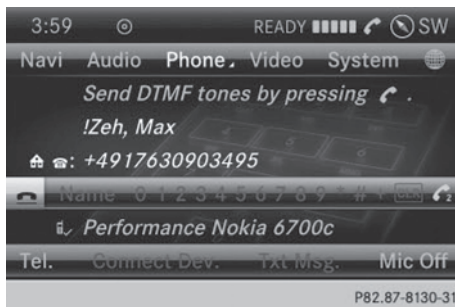 3:59 READY SW
Navi Audio Phone Video System
Send DTMF tones by pressing .
!Zeh, Max
: +4917630903495
Name 0 1 2 3 4 5 6 7 8 9 * # + 2
Performance Nokia 6700c
Tel. Connect Dev. Txt Msg. Mic Off
P82.87-8130-31